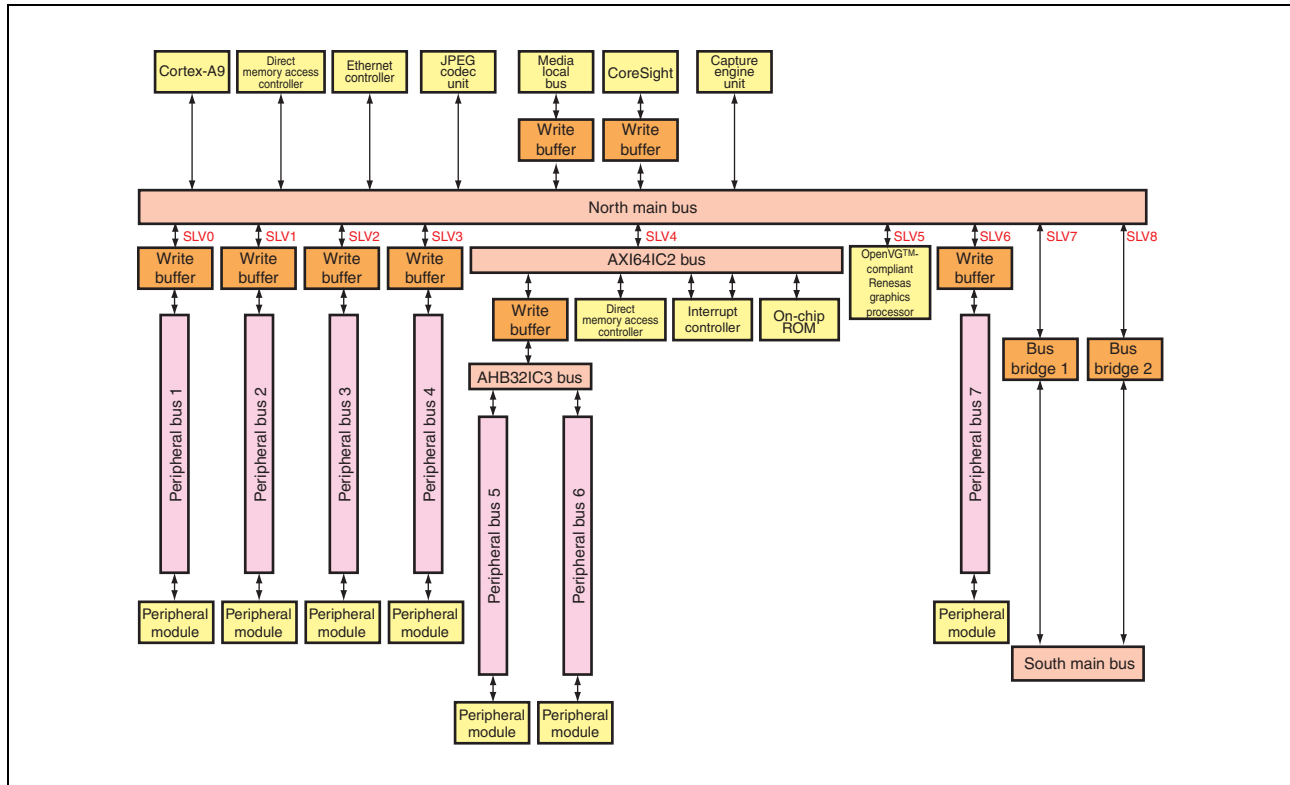 Cortex-A9
Direct
memory access
controller
Ethernet
controller
JPEG
codec
unit
Media
local
bus
CoreSight
Capture
engine
unit
Write
buffer
Write
buffer
North main bus
SLV0
SLV1
SLV2
SLV3
SLV4
SLV5
SLV6
SLV7
SLV8
Write
buffer
Write
buffer
Write
buffer
Write
buffer
AXI64IC2 bus
OpenVG™-
compliant
Renesas
graphics
processor
Write
buffer
Write
buffer
Direct
memory access
controller
Interrupt
controller
On-chip
ROM
Bus
bridge 1
Bus
bridge 2
AHB32IC3 bus
Peripheral bus 1
Peripheral bus 2
Peripheral bus 3
Peripheral bus 4
Peripheral bus 5
Peripheral bus 6
Peripheral bus 7
Peripheral
module
Peripheral
module
Peripheral
module
Peripheral
module
Peripheral
module
South main bus
Peripheral
module
Peripheral
module